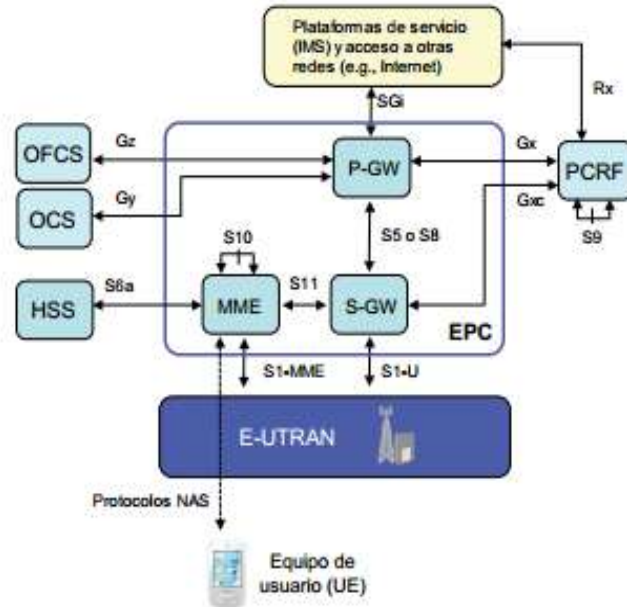 Plataformas de servicio
(IMS) y acceso a otras
redes (e.g., Internet)
SGi
Rx
OFCS
Gz
P-GW
Gx
PCRF
Gy
Gxc
OCS
S10
S5 o S8
S9
HSS
S6a
MME
S11
S-GW
EPC
S1-MME
S1-U
E-UTRAN
Protocolos NAS
Equipo de
usuario (UE)